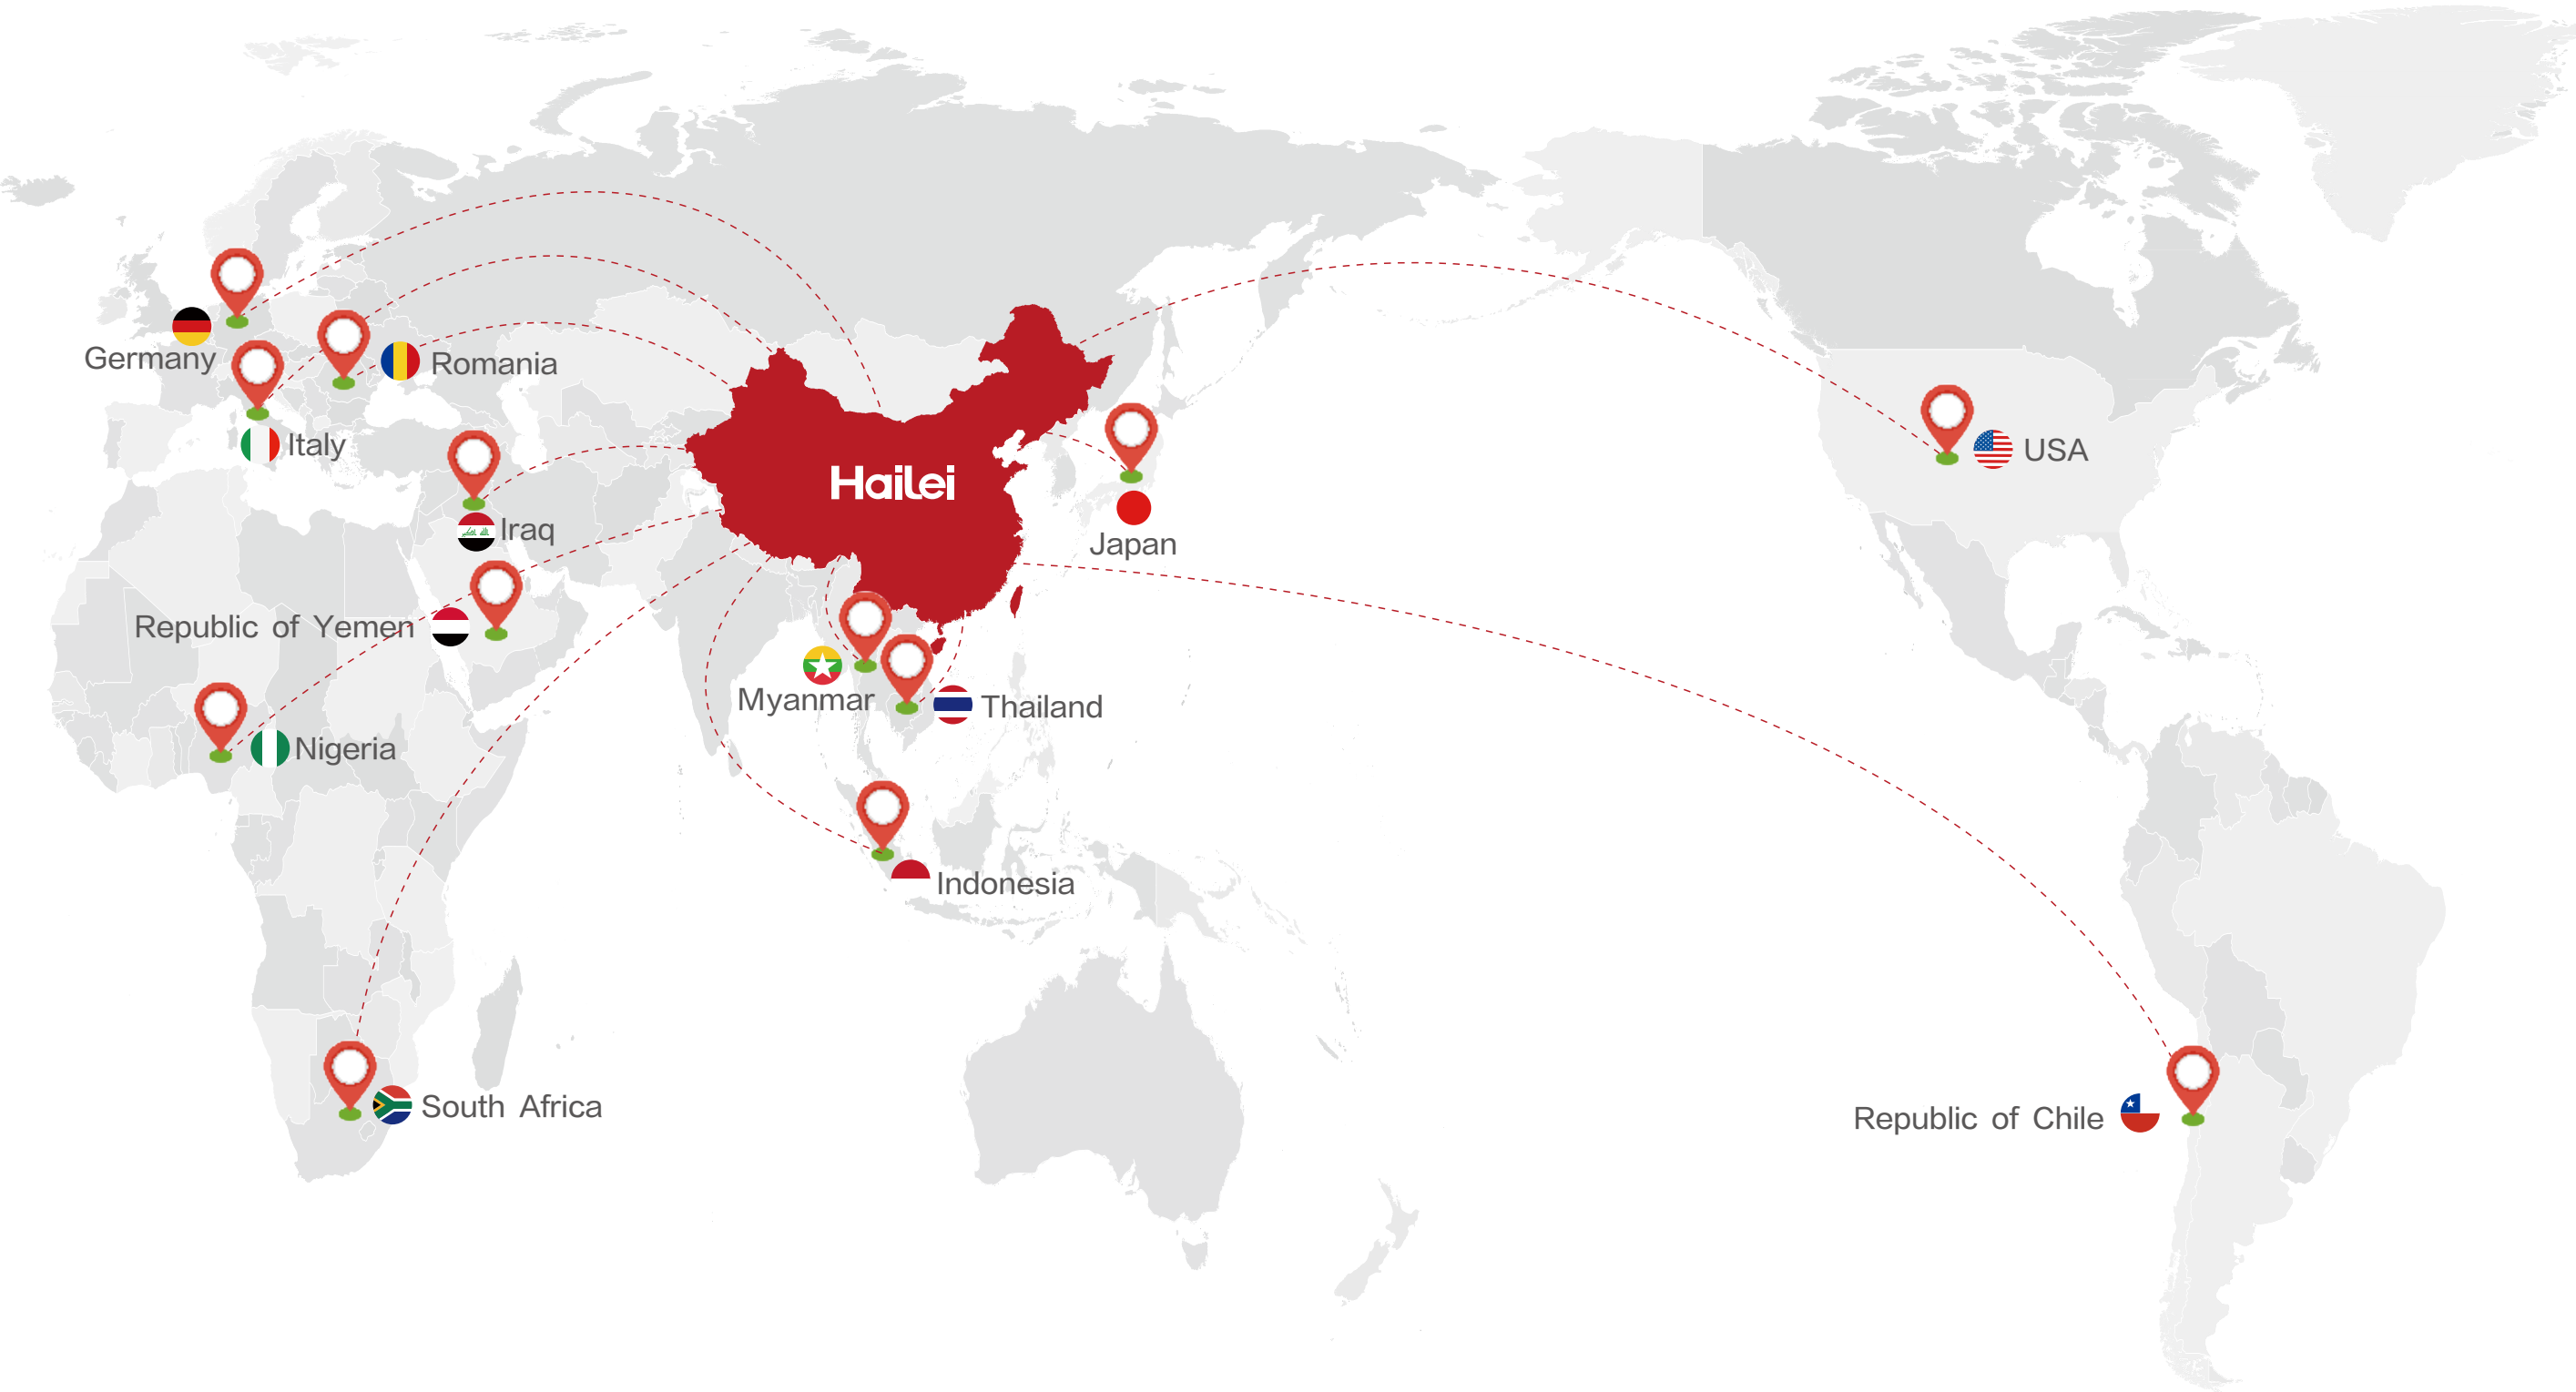 Germany
Romania
Italy
Hailei
USA
Iraq
Japan
Republic of Yemen
Myanmar
Thailand
Nigeria
Indonesia
South Africa
Republic of Chile